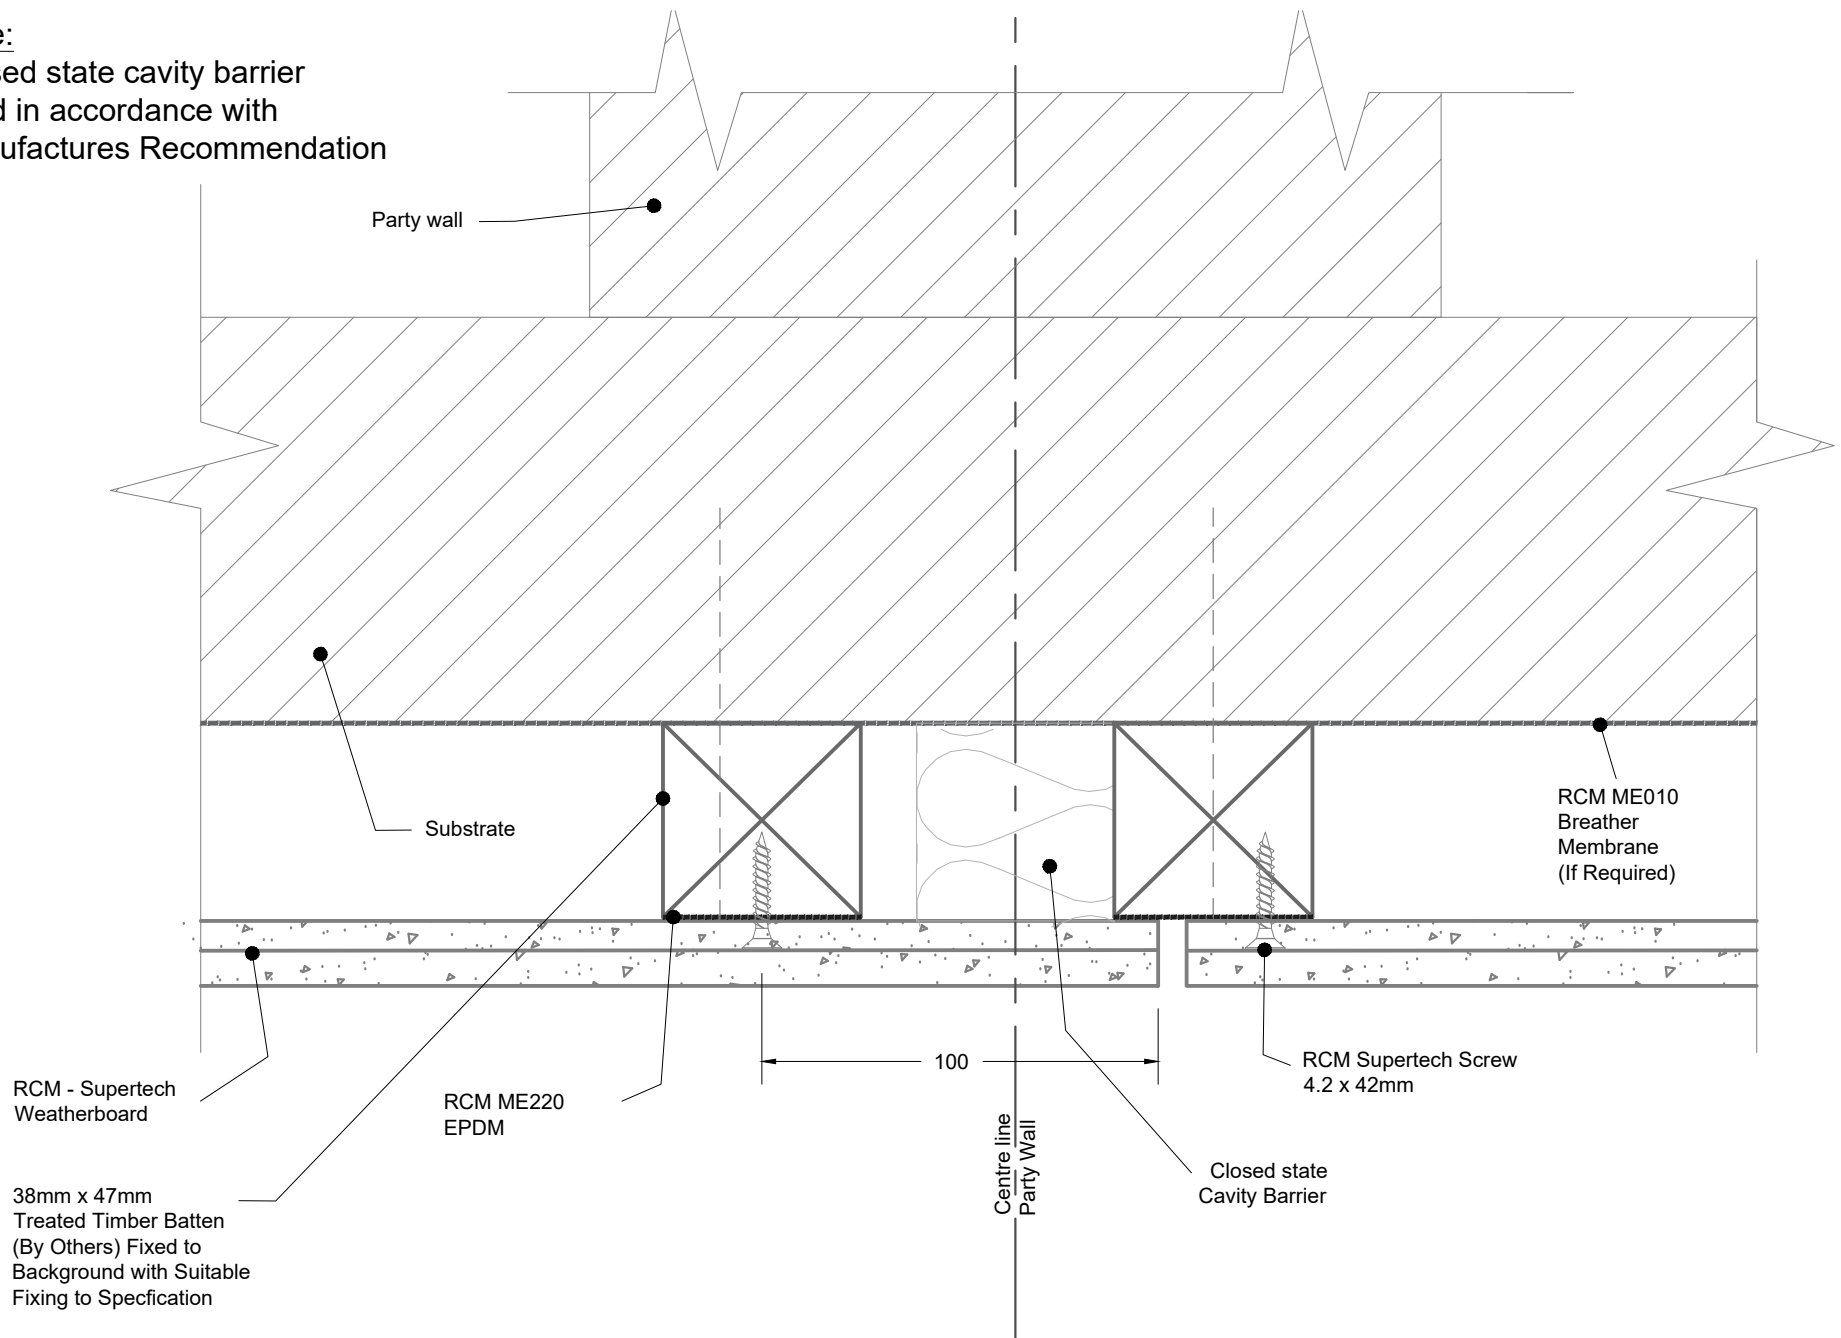 e:
sed state cavity barrier
d in accordance with
ufactures Recommendation
Party wall
Substrate
RCM ME010
Breather
Membrane
(If Required)
100
RCM Supertech Screw
4.2 x 42mm
RCM - Supertech
Weatherboard
RCM ME220
EPDM
Centre line
Party Wall
Closed state
Cavity Barrier
38mm x 47mm
Treated Timber Batten
(By Others) Fixed to
Background with Suitable
Fixing to Specfication